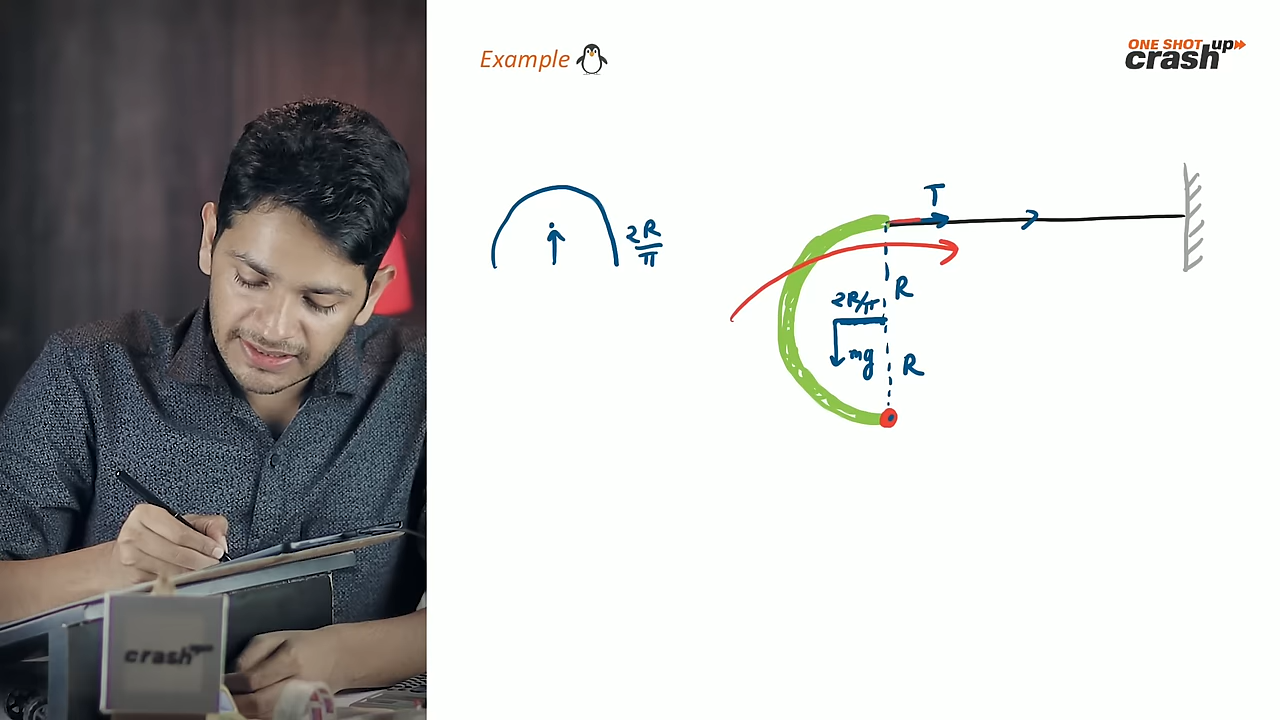 Example
ONE SHOT
crash up
2R
π
T
R
2R/π
mg
R
crash